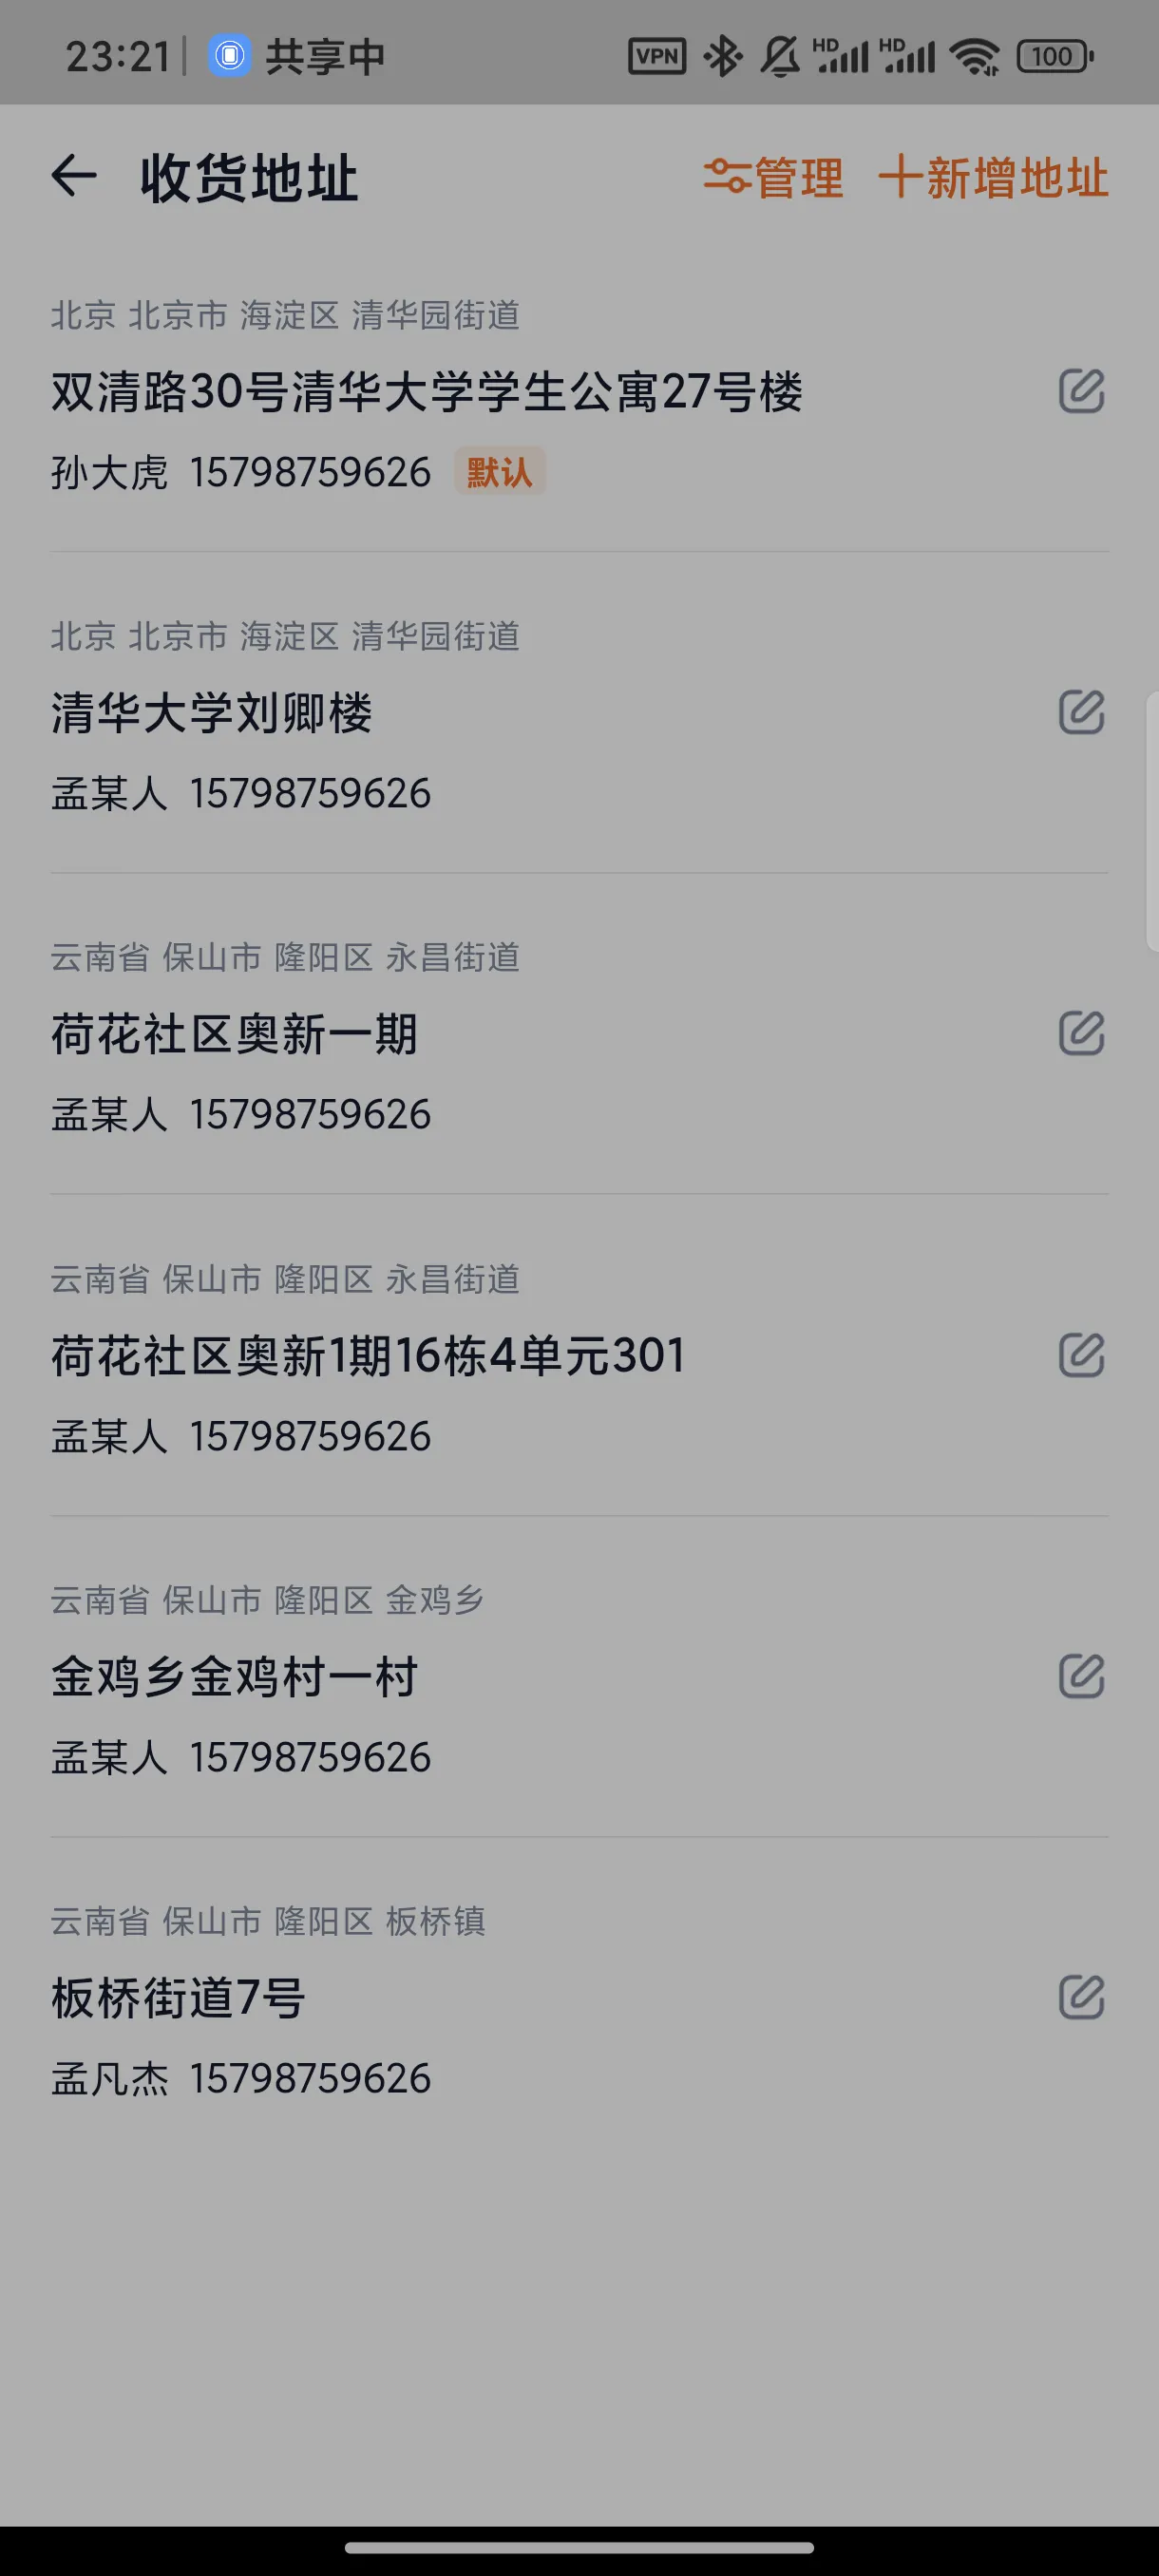 23:21 共享中 VPN HD HD 100
收货地址 管理 新增地址
北京 北京市 海淀区 清华园街道
双清路30号清华大学学生公寓27号楼
孙大虎 15798759626 默认
北京 北京市 海淀区 清华园街道
清华大学刘卿楼
孟某人 15798759626
云南省 保山市 隆阳区 永昌街道
荷花社区奥新一期
孟某人 15798759626
云南省 保山市 隆阳区 永昌街道
荷花社区奥新1期16栋4单元301
孟某人 15798759626
云南省 保山市 隆阳区 金鸡乡
金鸡乡金鸡村一村
孟某人 15798759626
云南省 保山市 隆阳区 板桥镇
板桥街道7号
孟凡杰 15798759626